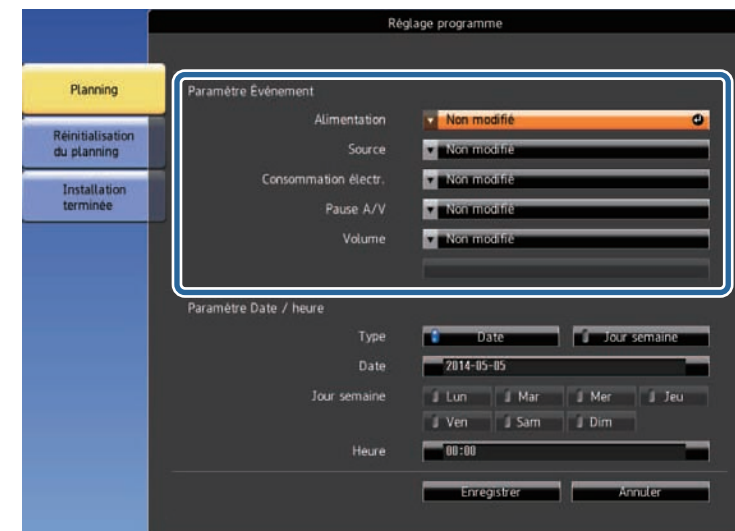 Réglage programme
Planning
Réinitialisation
du planning
Installation
terminée
Paramètre Événement
Alimentation Non modifié
Source Non modifié
Consommation électr. Non modifié
Pause A/V Non modifié
Volume Non modifié
Paramètre Date / heure
Type Date Jour semaine
Date 2014-05-05
Jour semaine Lun Mar Mer Jeu
Ven Sam Dim
Heure 00:00
Enregistrer Annuler